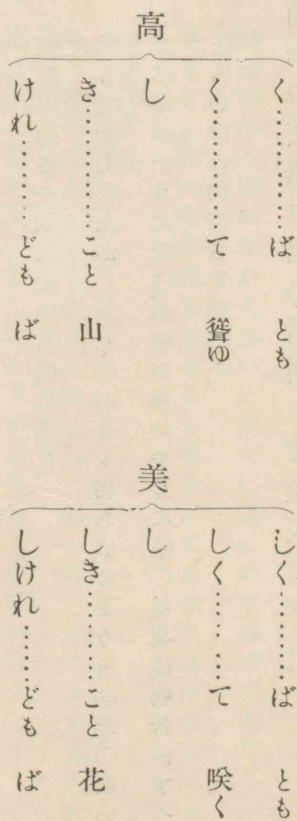 高
く…………ば とも
く…………て 聳ゆ
し
き…………こと 山
けれ…………ども ば
美
しく…………ば とも
しく……て 咲く
し
しき…………こと 花
しけれ……ども ば